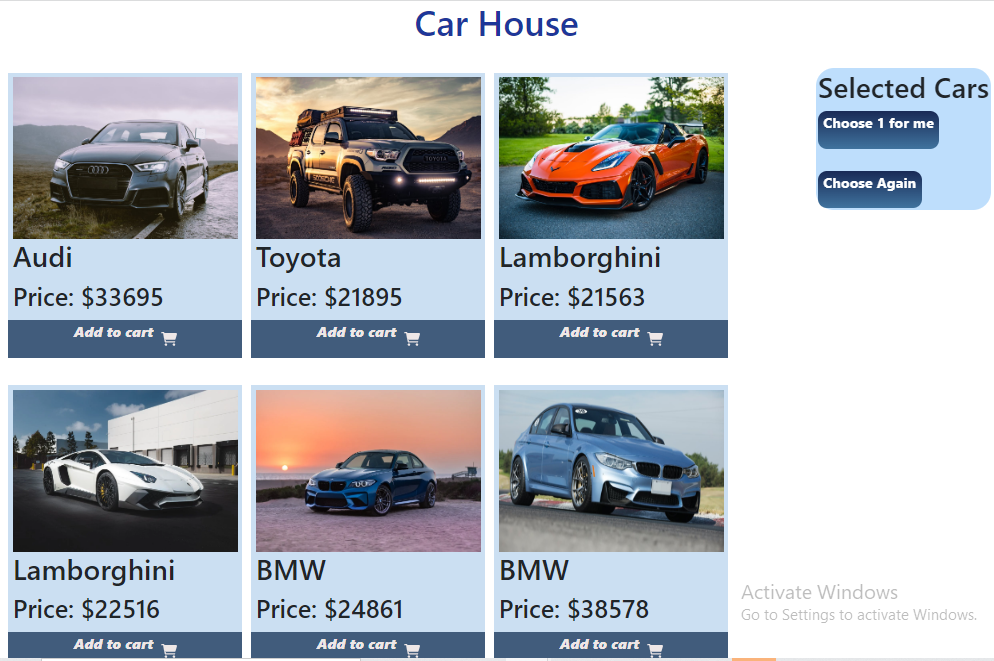 Car House
Selected Cars
Choose 1 for me
Choose Again
TOYOTA
Audi
Price: $33695
Add to cart
Toyota
Price: $21895
Add to cart
Lamborghini
Price: $21563
Add to cart
Lamborghini
Price: $22516
Add to cart
BMW
Price: $24861
Add to cart
BMW
Price: $38578
Add to cart
Activate Windows
Go to Settings to activate Windows.